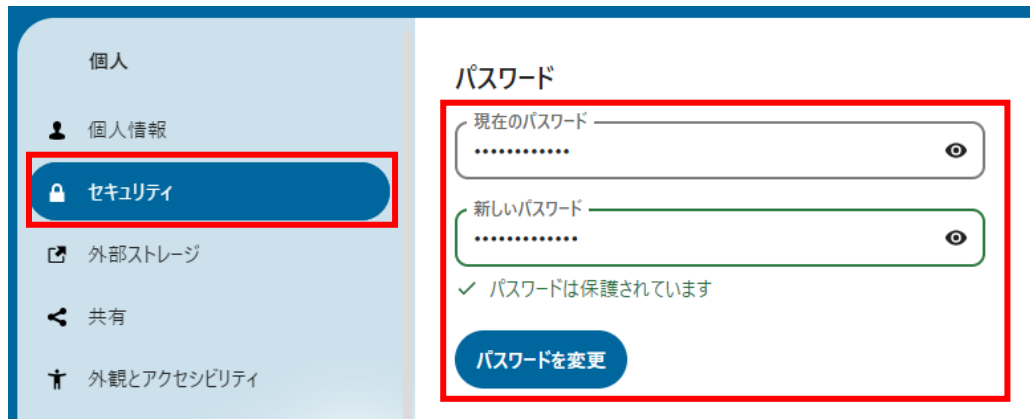 個人
個人情報
セキュリティ
外部ストレージ
共有
外観とアクセシビリティ
パスワード
現在のパスワード
••••••••••••
新しいパスワード
•••••••••••••
パスワードは保護されています
パスワードを変更